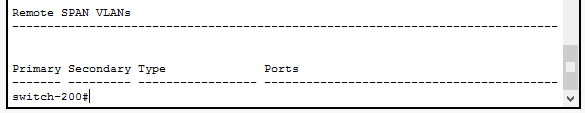 Remote SPAN VLANs
------------------------------------------------------------------------------
Primary Secondary Type              Ports
------- --------- ----------------- ------------------------------------------
switch-200#